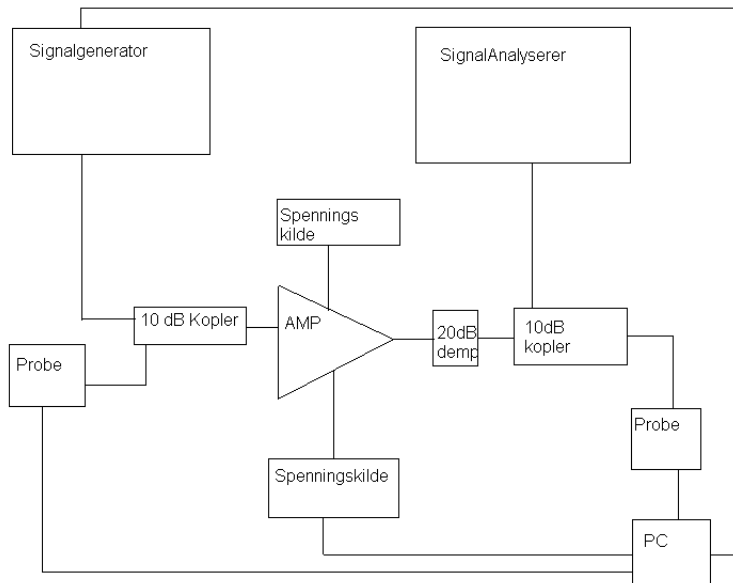 Signalgenerator
SignalAnalyserer
Spennings
kilde
10 dB Kopler
AMP
20dB
demp
10dB
kopler
Probe
Probe
Spenningskilde
PC